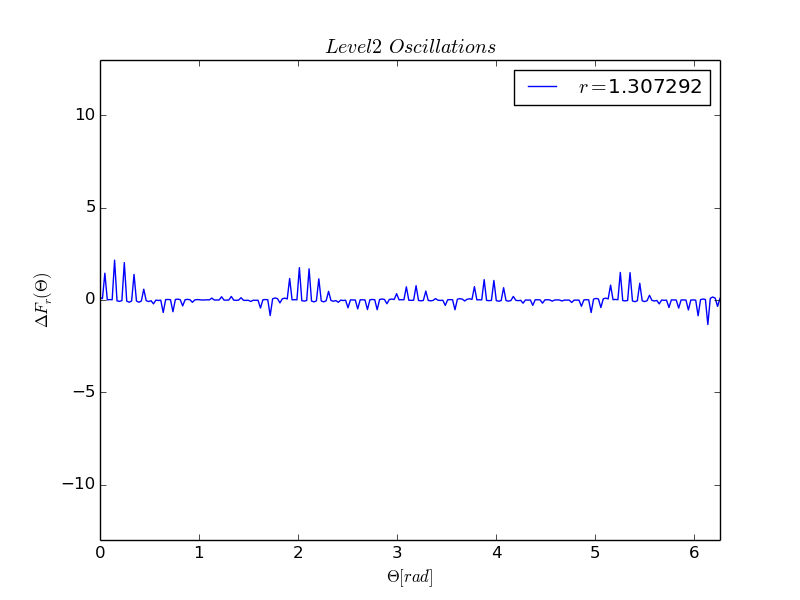 Level2 Oscillations
r=1.307292
10
5
0
−5
−10
ΔF_r(Θ)
0 1 2 3 4 5 6
Θ[rad]